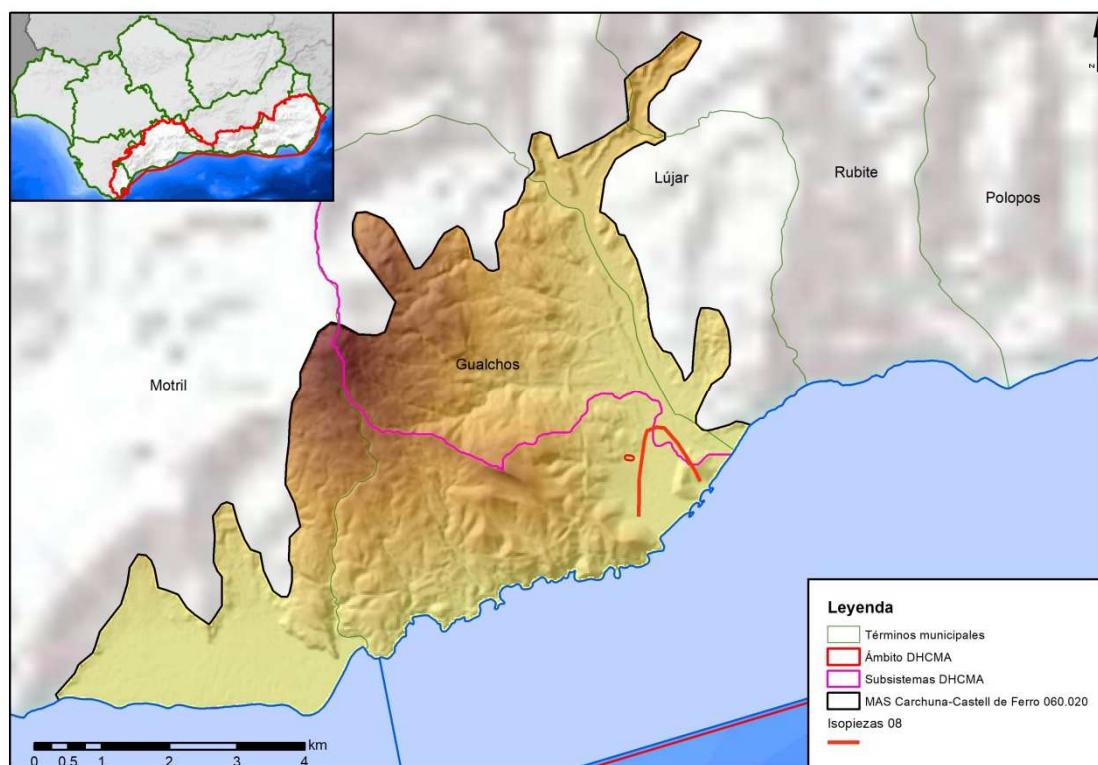 z
Lújar
Rubite
Polopos
Gualchos
Motril
0
Leyenda
Términos municipales
Ámbito DHCMA
Subsistemas DHCMA
MAS Carchuna-Castell de Ferro 060.020
Isopiezas 08
km
0 0.5 1 2 3 4